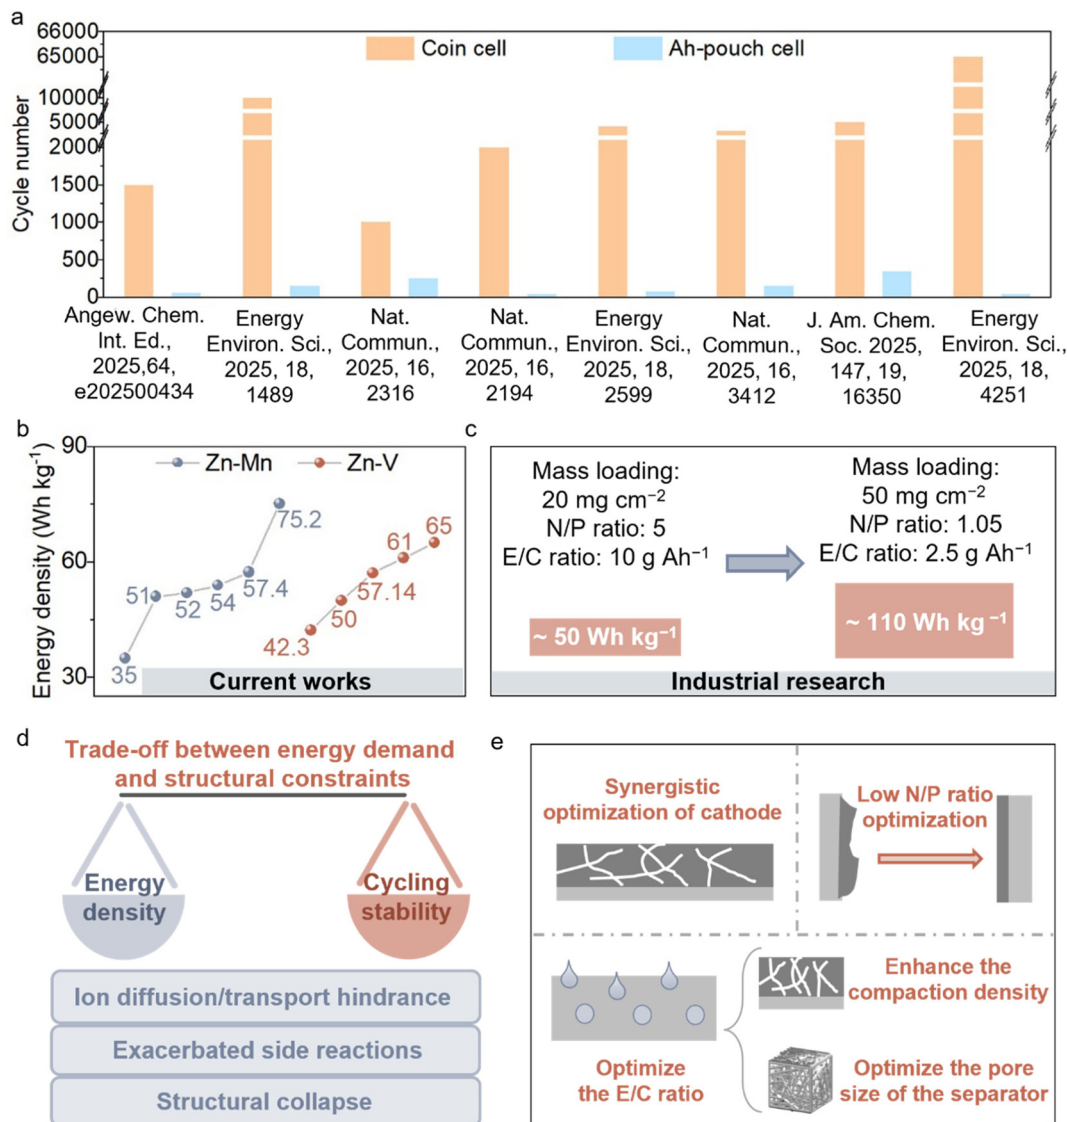 a
66000
65000
10000
5000
2000
1500
1000
500
0
Cycle number
Coin cell
Ah-pouch cell
Angew. Chem.
Int. Ed.,
2025,64,
e202500434
Energy
Environ. Sci.,
2025, 18,
1489
Nat.
Commun.,
2025, 16,
2316
Nat.
Commun.,
2025, 16,
2194
Energy
Environ. Sci.,
2025, 18,
2599
Nat.
Commun.,
2025, 16,
3412
J. Am. Chem.
Soc. 2025,
147, 19,
16350
Energy
Environ. Sci.,
2025, 18,
4251
b
90
60
30
Energy density (Wh kg⁻¹)
Zn-Mn
Zn-V
35
51
52
54
57.4
75.2
42.3
50
57.14
61
65
Current works
c
Mass loading:
20 mg cm⁻²
N/P ratio: 5
E/C ratio: 10 g Ah⁻¹
~ 50 Wh kg⁻¹
Mass loading:
50 mg cm⁻²
N/P ratio: 1.05
E/C ratio: 2.5 g Ah⁻¹
~ 110 Wh kg⁻¹
Industrial research
d
Trade-off between energy demand
and structural constraints
Energy
density
Cycling
stability
Ion diffusion/transport hindrance
Exacerbated side reactions
Structural collapse
e
Synergistic
optimization of cathode
Low N/P ratio
optimization
Optimize
the E/C ratio
Enhance the
compaction density
Optimize the pore
size of the separator